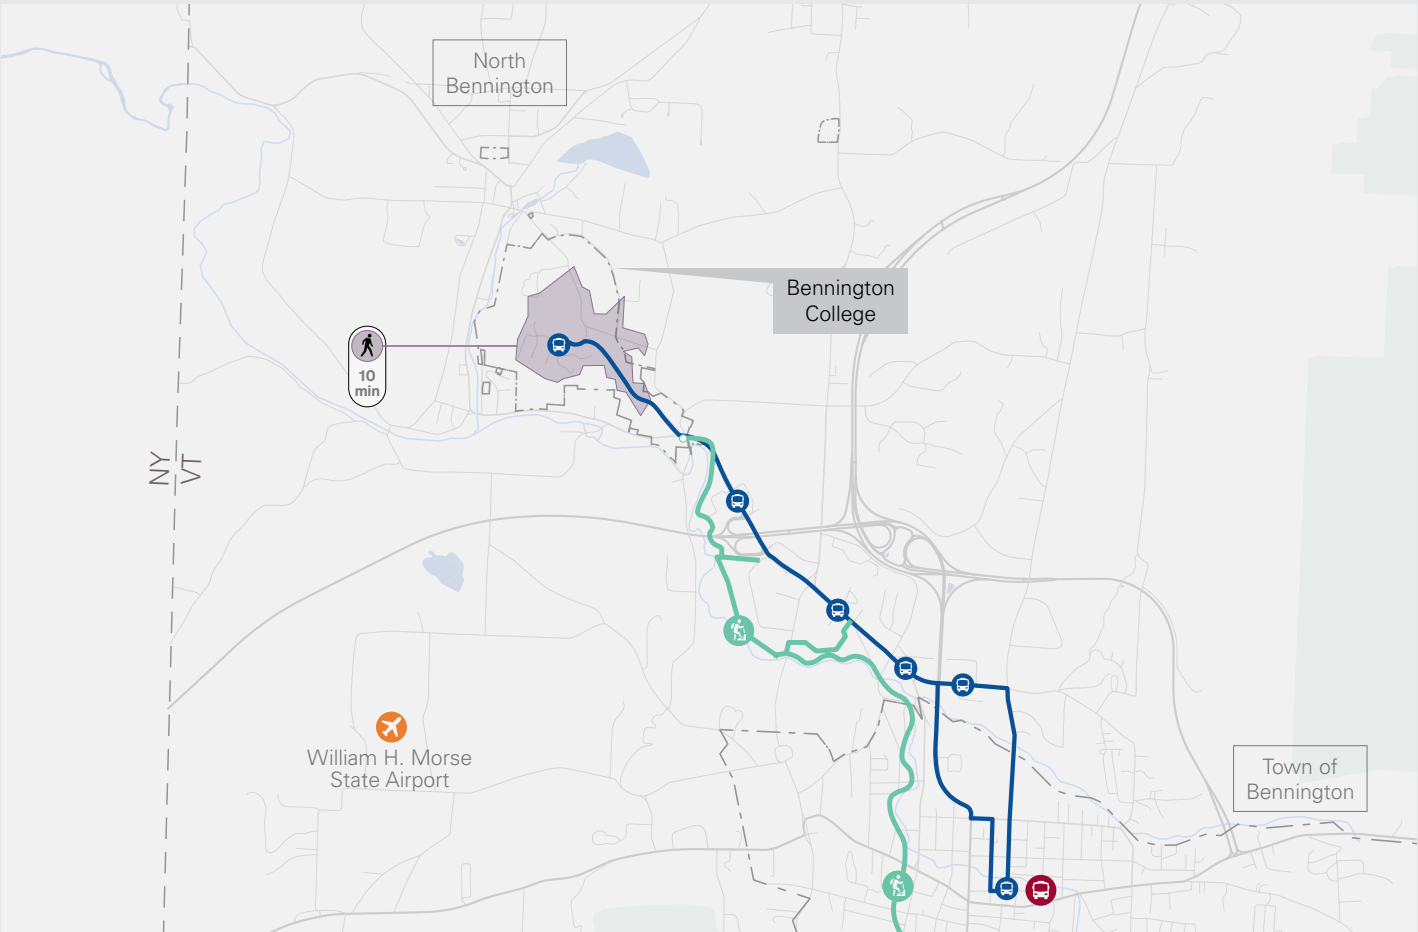 North
Bennington
Bennington
College
10
min
NY
VT
William H. Morse
State Airport
Town of
Bennington